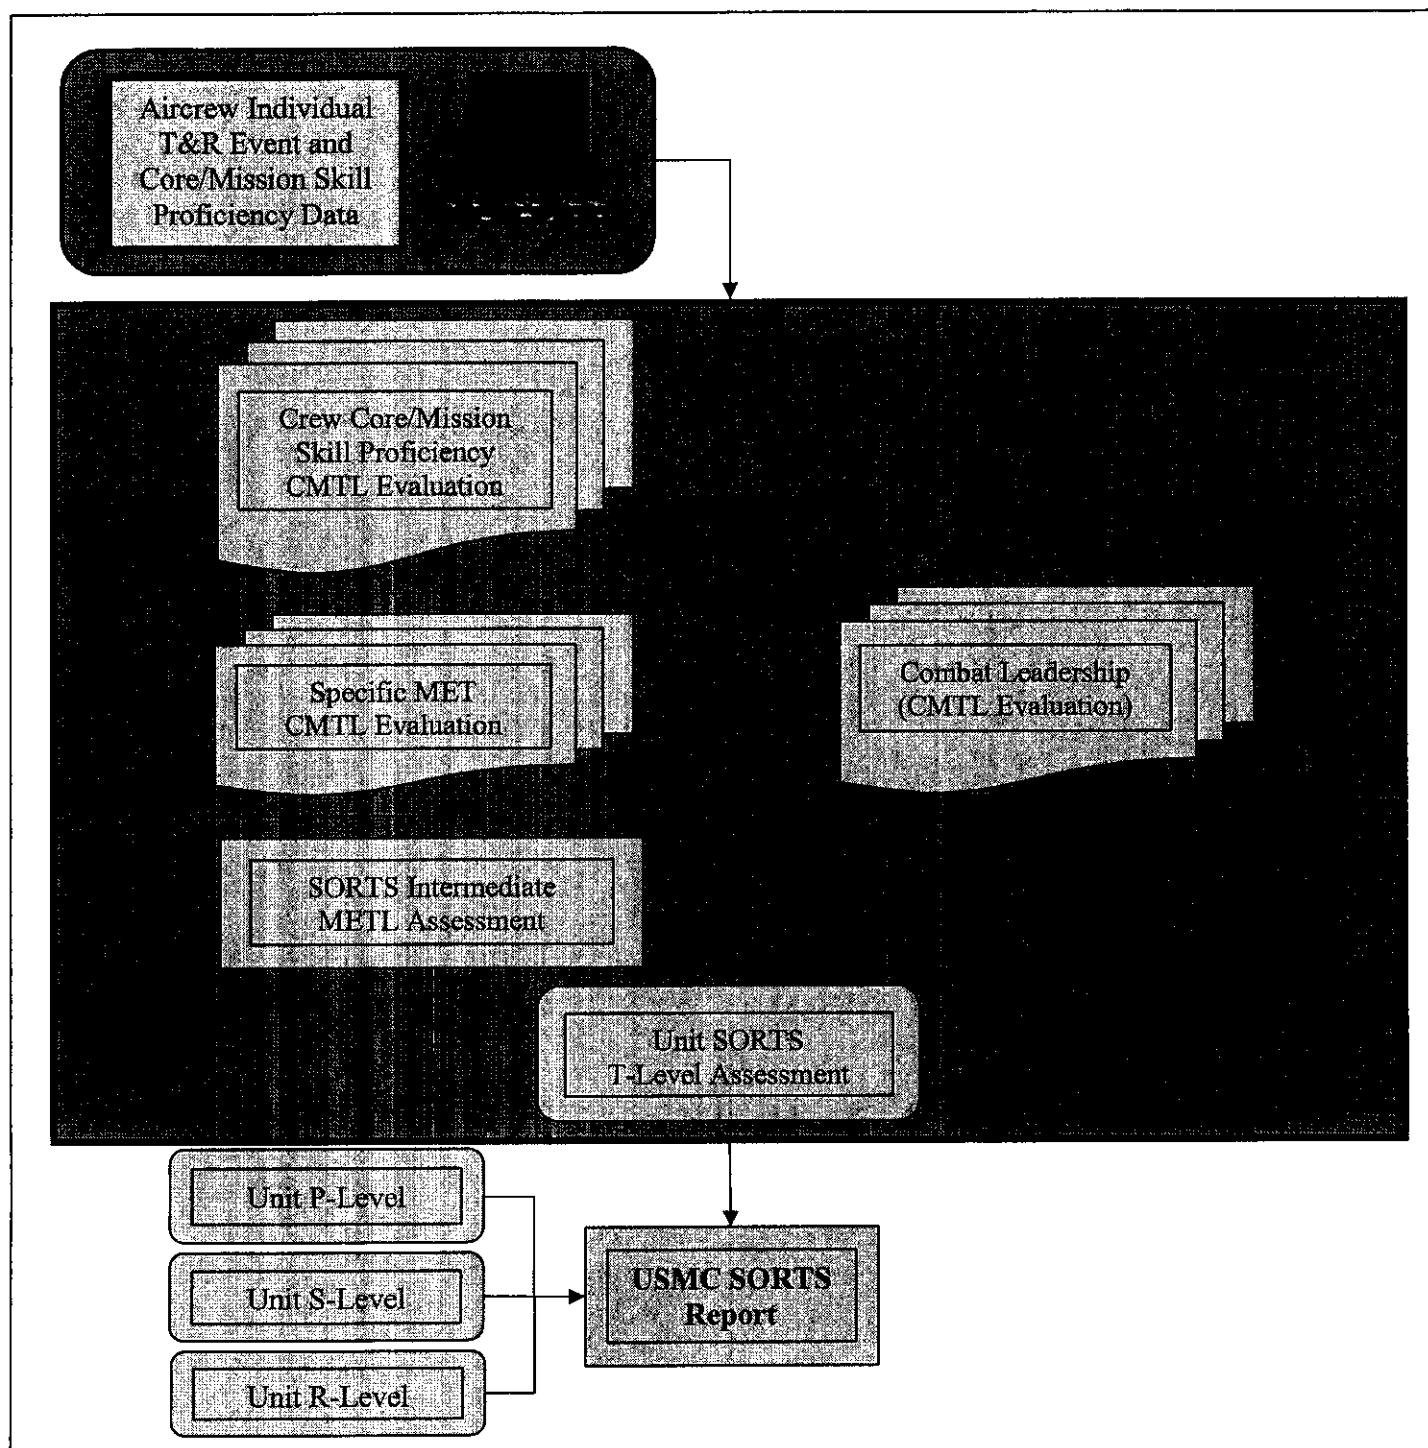 Aircrew Individual
T&R Event and
Core/Mission Skill
Proficiency Data
Crew Core/Mission
Skill Proficiency
CMTL Evaluation
Specific MET
CMTL Evaluation
Combat Leadership
(CMTL Evaluation)
SORTS Intermediate
METL Assessment
Unit SORTS
T-Level Assessment
Unit P-Level
Unit S-Level
Unit R-Level
USMC SORTS
Report